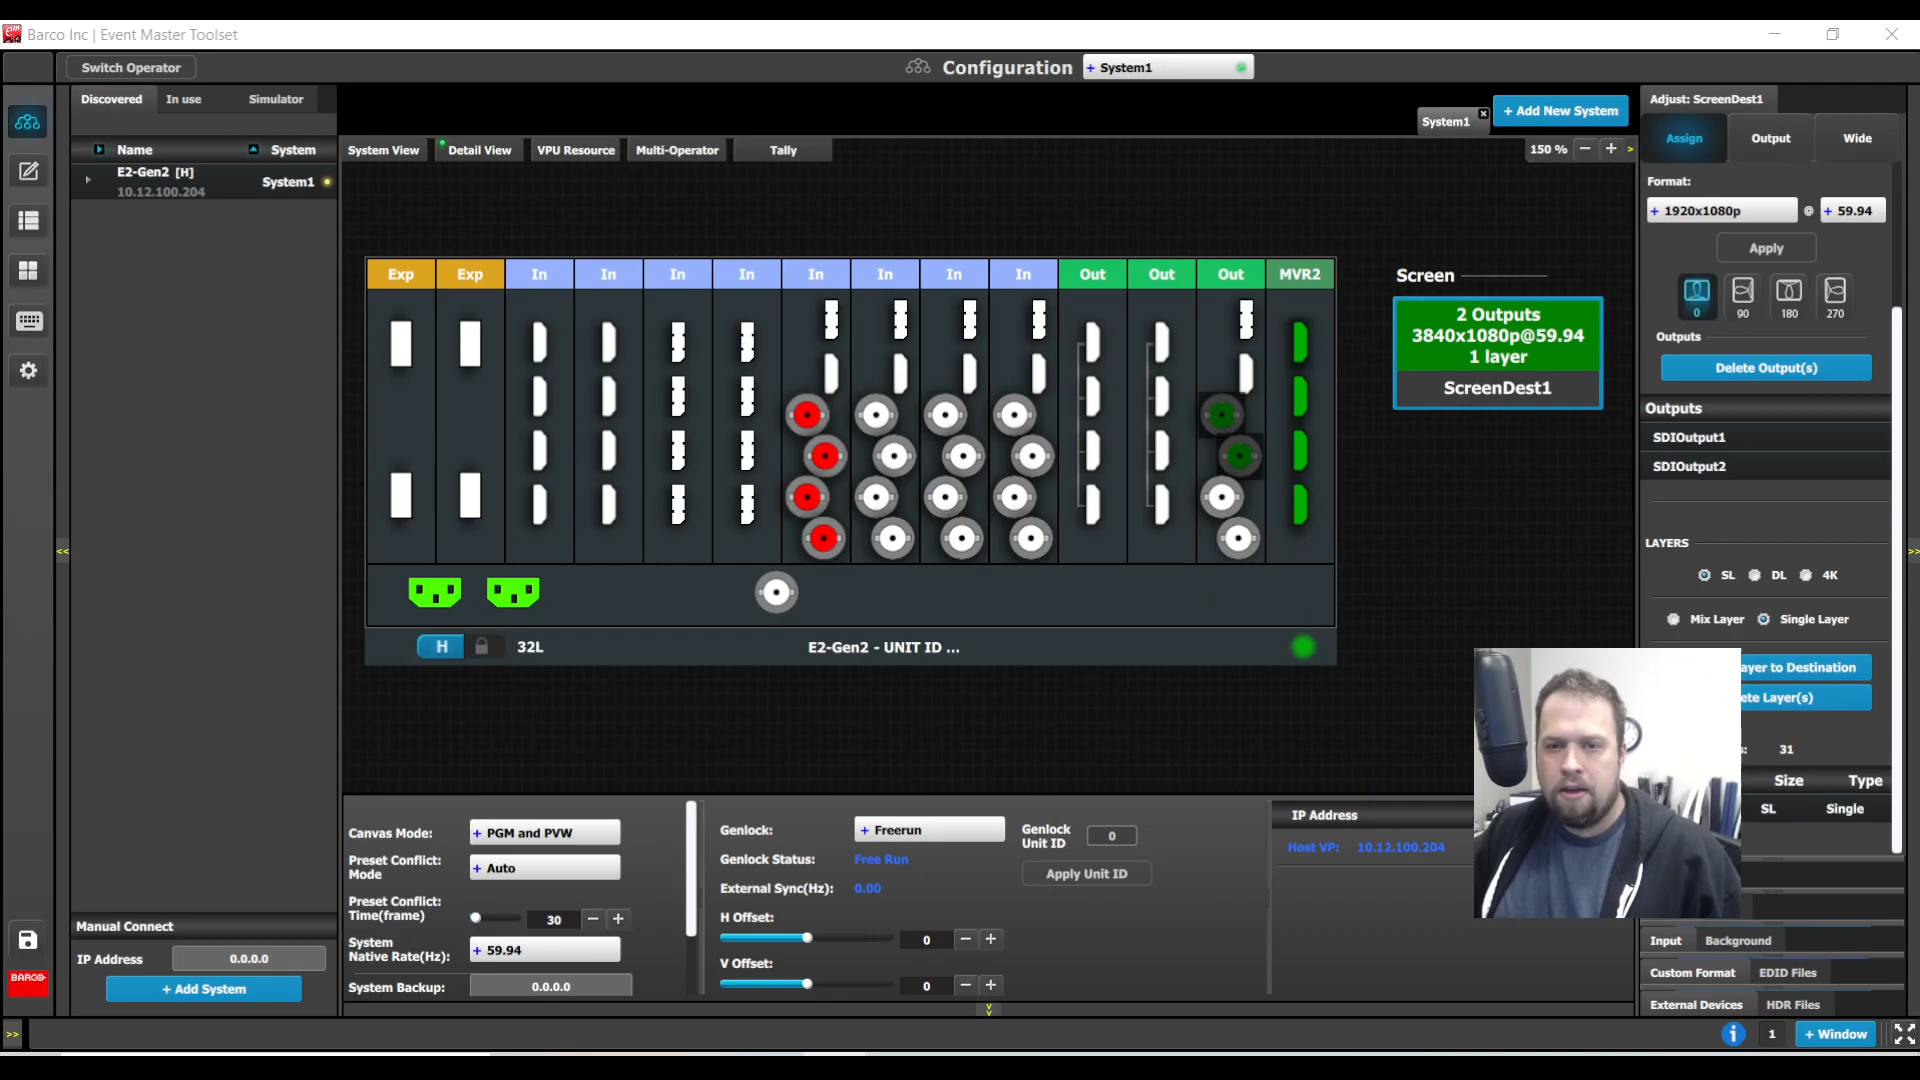 Barco Inc | Event Master Toolset
Switch Operator
Configuration
+ System1
Discovered
In use
Simulator
Name
System
E2-Gen2 [H]
10.12.100.204
System1
System1
+ Add New System
System View
Detail View
VPU Resource
Multi-Operator
Tally
150 %
Exp
Exp
In
In
In
In
In
In
In
In
Out
Out
Out
MVR2
H
32L
E2-Gen2 - UNIT ID ...
Screen
2 Outputs
3840x1080p@59.94
1 layer
ScreenDest1
Adjust: ScreenDest1
Assign
Output
Wide
Format:
+ 1920x1080p
@
+ 59.94
Apply
0
90
180
270
Outputs
Delete Output(s)
Outputs
SDIOutput1
SDIOutput2
LAYERS
SL
DL
4K
Mix Layer
Single Layer
ayer to Destination
ete Layer(s)
31
Size
Type
SL
Single
Input
Background
Custom Format
EDID Files
External Devices
HDR Files
Canvas Mode:
+ PGM and PVW
Preset Conflict:
Mode
+ Auto
Preset Conflict:
Time(frame)
30
System
Native Rate(Hz):
+ 59.94
System Backup:
0.0.0.0
Genlock:
+ Freerun
Genlock
Unit ID
0
Genlock Status:
Free Run
Apply Unit ID
External Sync(Hz):
0.00
H Offset:
0
V Offset:
0
IP Address
Host VP: 10.12.100.204
Manual Connect
IP Address
0.0.0.0
+ Add System
BARCO
1
+ Window